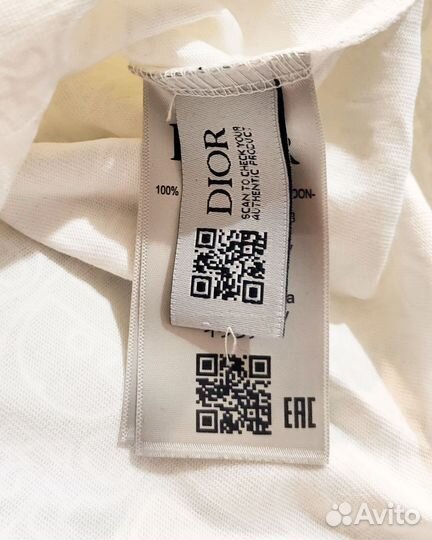 DIOR
SCAN TO CHECK YOUR
AUTHENTIC PRODUCT
100%
EAC
Avito